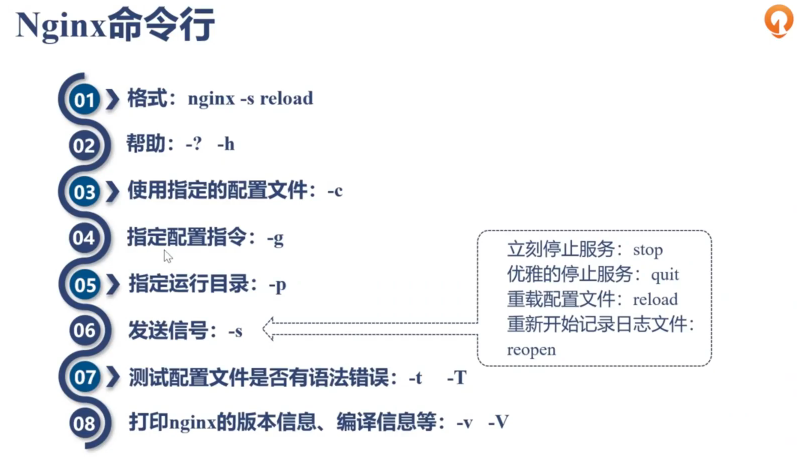 Nginx命令行
01 格式：nginx -s reload
02 帮助：-? -h
03 使用指定的配置文件：-c
04 指定配置指令：-g
05 指定运行目录：-p
06 发送信号：-s
立刻停止服务：stop
优雅的停止服务：quit
重载配置文件：reload
重新开始记录日志文件：
reopen
07 测试配置文件是否有语法错误：-t -T
08 打印nginx的版本信息、编译信息等：-v -V